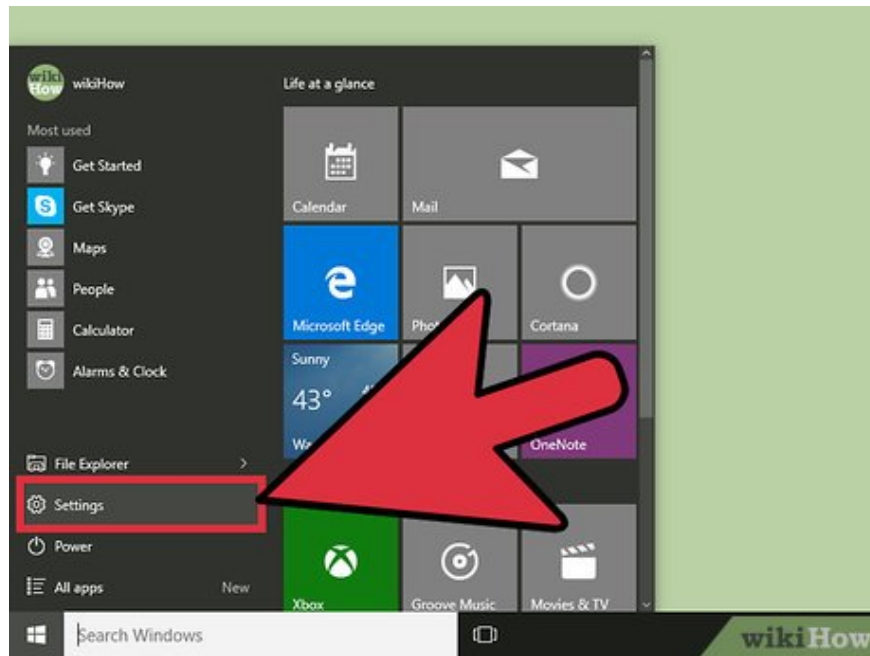 wiki
How
wikiHow
Most used
Get Started
Get Skype
Maps
People
Calculator
Alarms & Clock
File Explorer
Settings
Power
All apps
New
Life at a glance
Calendar
Mail
Microsoft Edge
Cortana
Sunny
43°
OneNote
Xbox
Groove Music
Movies & TV
Search Windows
wikiHow